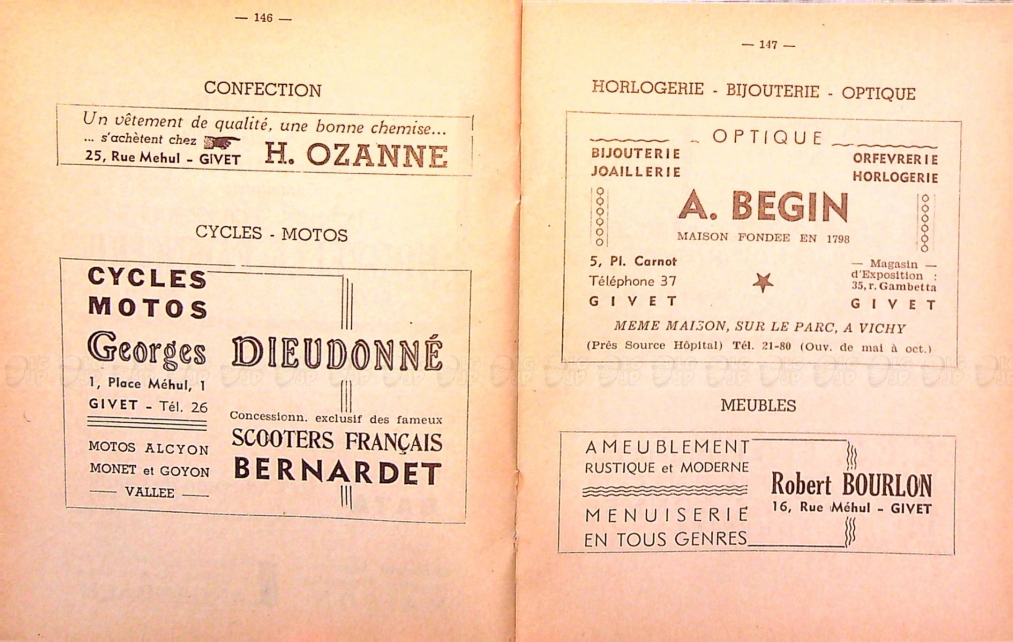 — 146 —
CONFECTION
Un vêtement de qualité, une bonne chemise...
... s'achètent chez
25, Rue Mehul - GIVET H. OZANNE
CYCLES - MOTOS
CYCLES
MOTOS
Georges DIEUDONNÉ
1, Place Méhul, 1
GIVET - Tél. 26
Concessionn. exclusif des fameux
SCOOTERS FRANÇAIS
BERNARDET
MOTOS ALCYON
MONET et GOYON
— VALLEE —
— 147 —
HORLOGERIE - BIJOUTERIE - OPTIQUE
OPTIQUE
BIJOUTERIE
JOAILLERIE
ORFEVRERIE
HORLOGERIE
A. BEGIN
MAISON FONDEE EN 1798
5, Pl. Carnot
Téléphone 37
GIVET
— Magasin —
d'Exposition :
35, r. Gambetta
GIVET
MEME MAISON, SUR LE PARC, A VICHY
(Prés Source Hôpital) Tél. 21-80 (Ouv. de mai à oct.)
MEUBLES
AMEUBLEMENT
RUSTIQUE et MODERNE
MENUISERIE
EN TOUS GENRES
Robert BOURLON
16, Rue Méhul - GIVET